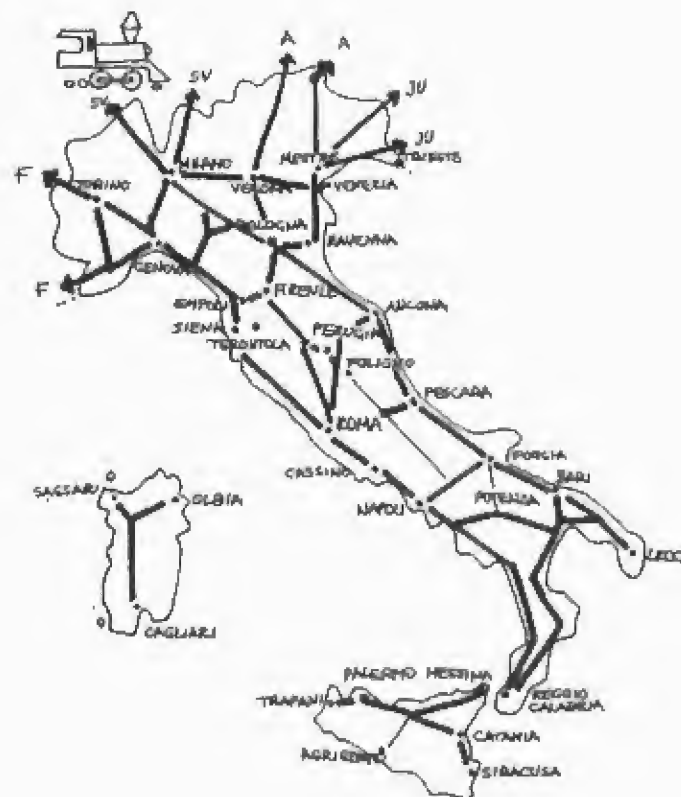 A
A
SV
SV
JU
JU
F
TORINO
MILANO
VERONA
MESTRE
TRIESTE
VENEZIA
BOLOGNA
RAVENNA
GENOVA
F
EMPOLI
FIRENZE
ANCONA
SIENA
PERUGIA
TERONTOLA
FOLIGNO
PESCARA
ROMA
CASSINO
FOGGIA
BARI
NAPOLI
POTENZA
LECCE
SASSARI
OLBIA
CAGLIARI
PALERMO MESSINA
TRAPANI
REGGIO
CALABRIA
CATANIA
AGRIGENTO
SIRACUSA